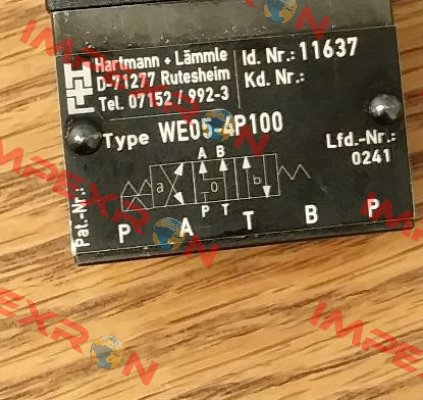 Hartmann + Lämmle
D-71277 Rutesheim
Tel. 07152 / 992-3
Id. Nr.: 11637
Kd. Nr.:
Type WE05-4P100
Lfd.-Nr.:
0241
A B
a 0 b
P T
Pat.-Nr.:
P A T B P
IMPEXRON
IMPEXRON
IMPEXRON
IMPEXRON